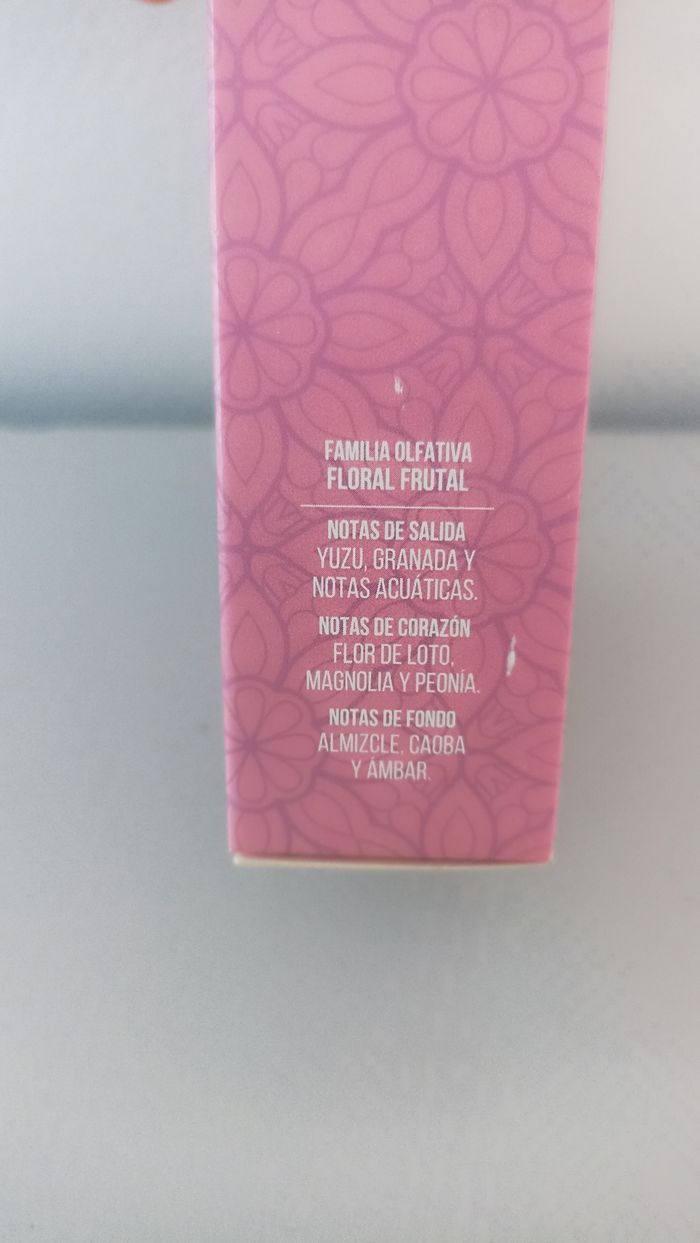 FAMILIA OLFATIVA
FLORAL FRUTAL
NOTAS DE SALIDA
YUZU, GRANADA Y
NOTAS ACUÁTICAS.
NOTAS DE CORAZÓN
FLOR DE LOTO,
MAGNOLIA Y PEONÍA.
NOTAS DE FONDO
ALMIZCLE, CAOBA
Y ÁMBAR.